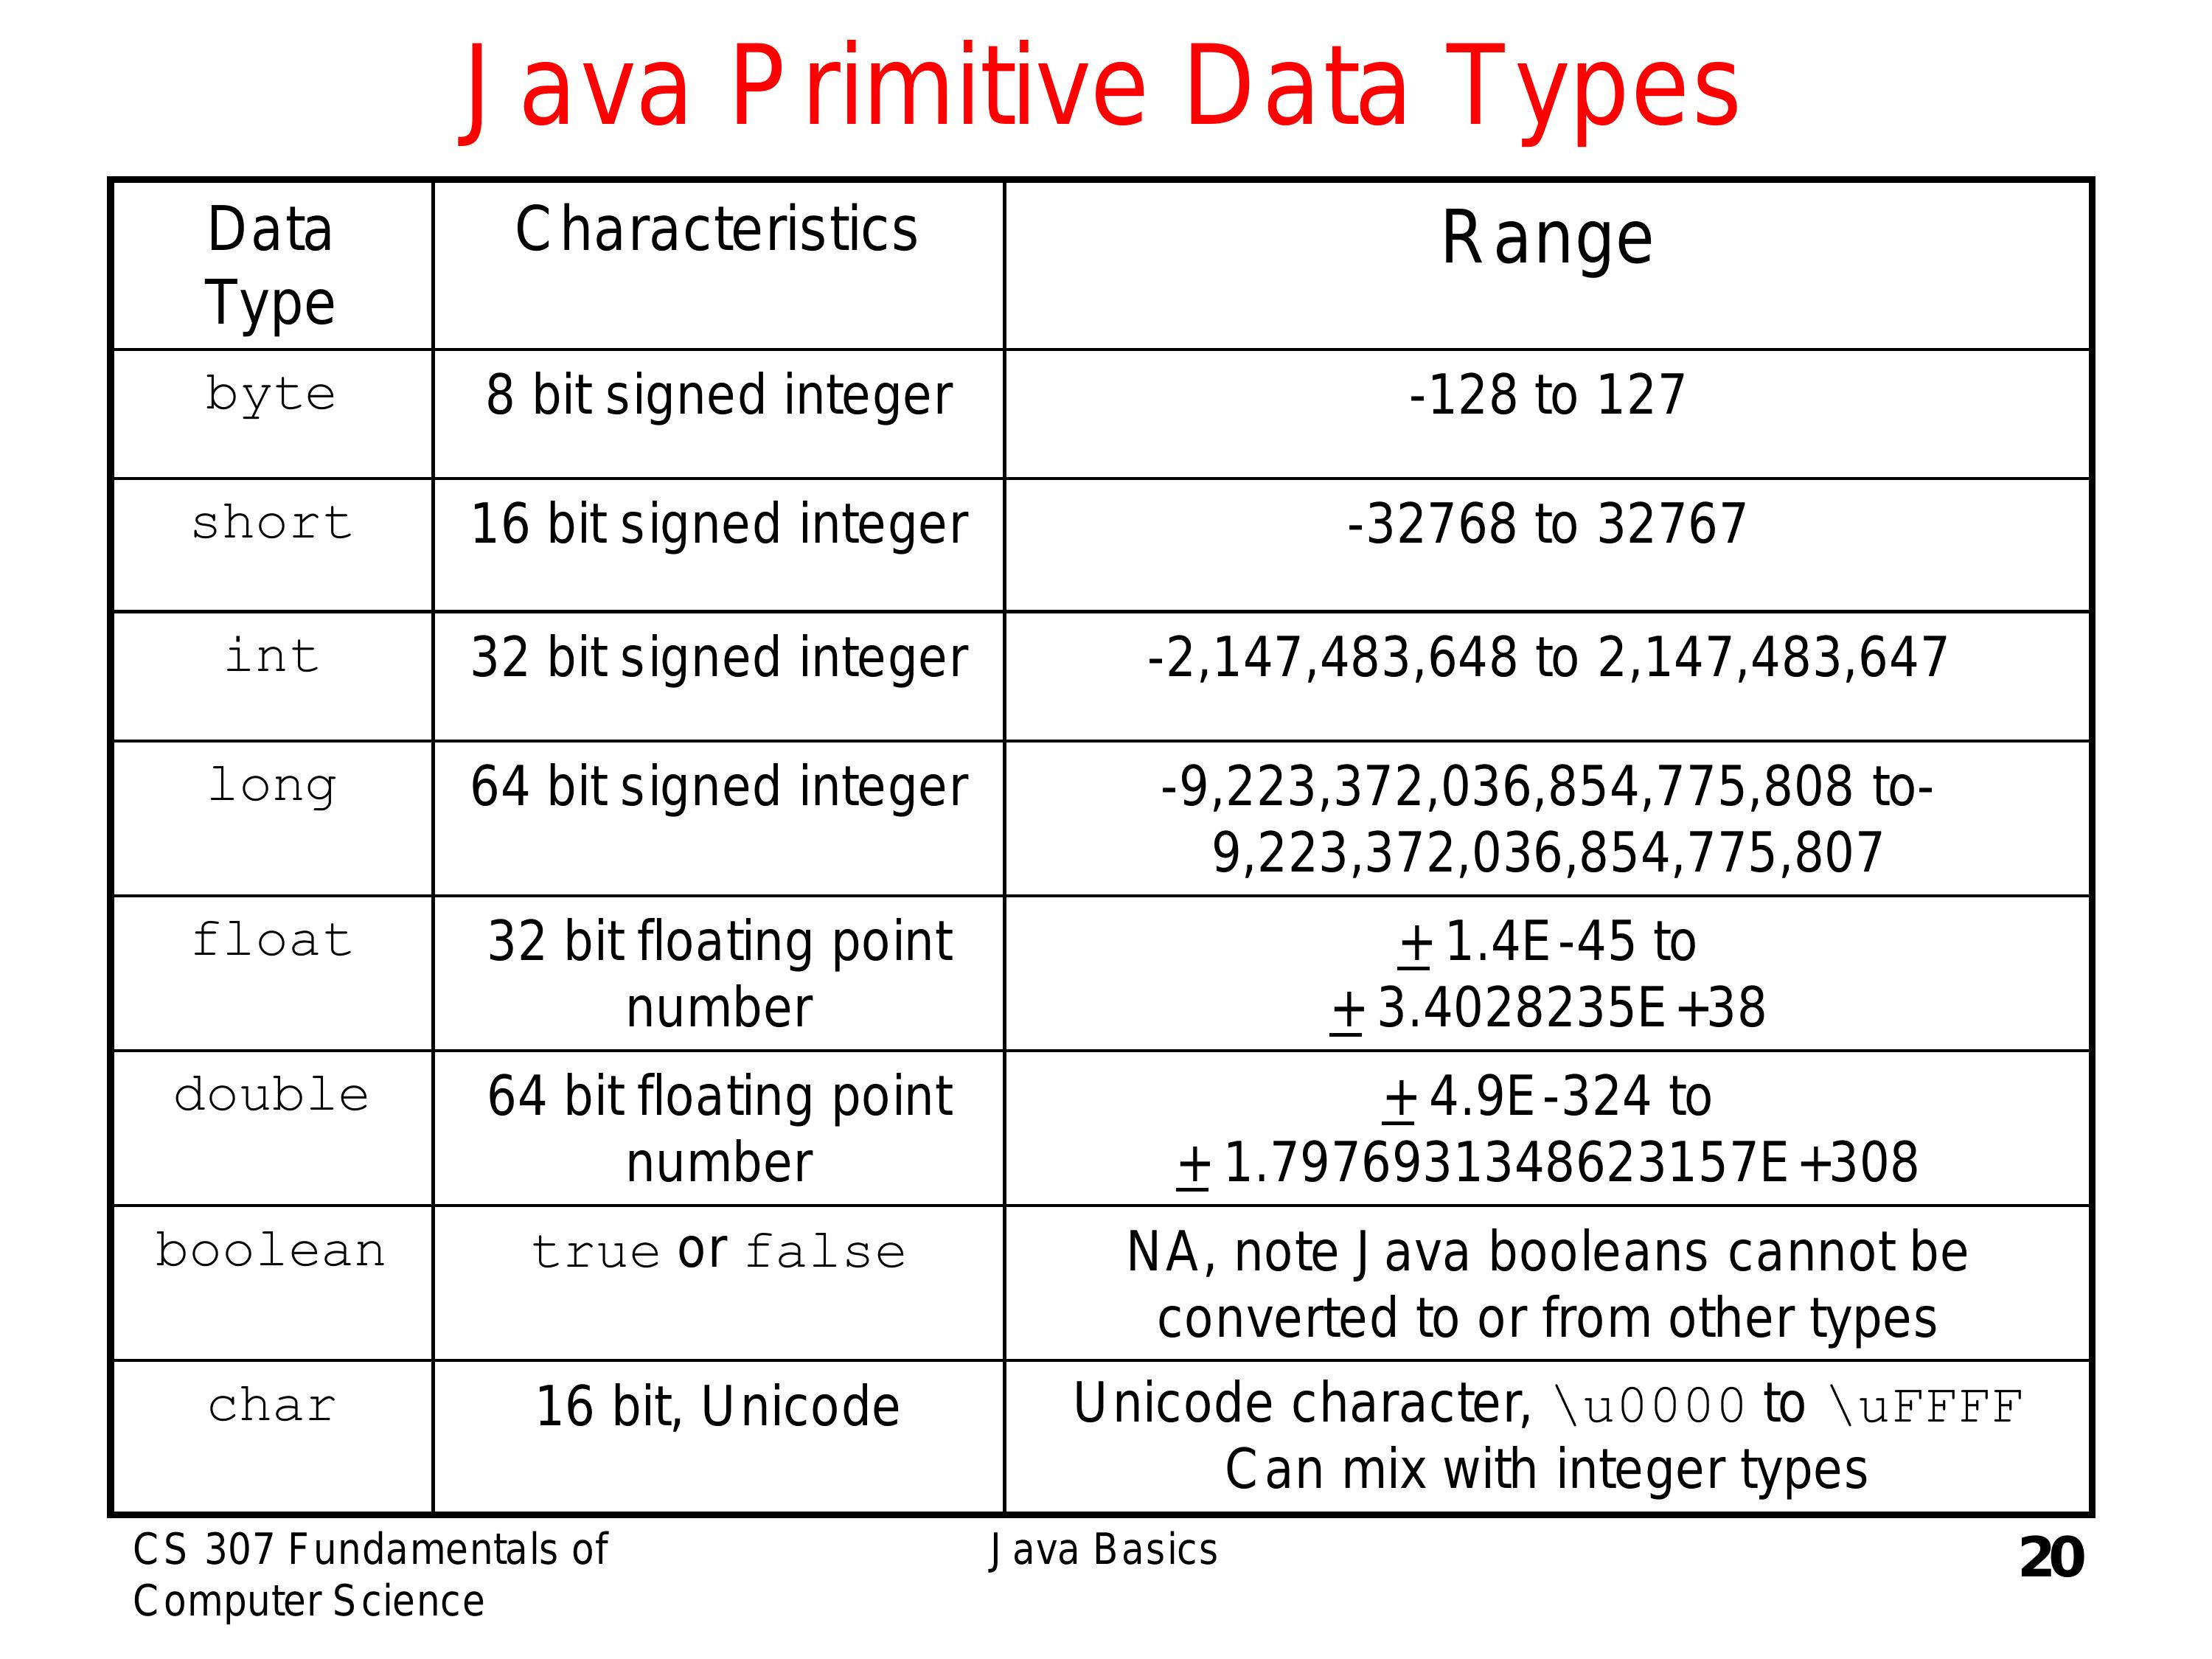 Java Primitive Data Types
Data
Type
Characteristics
Range
byte
8 bit signed integer
-128 to 127
short
16 bit signed integer
-32768 to 32767
int
32 bit signed integer
-2,147,483,648 to 2,147,483,647
long
64 bit signed integer
-9,223,372,036,854,775,808 to-
9,223,372,036,854,775,807
float
32 bit floating point
number
+ 1.4E-45 to
+ 3.4028235E+38
double
64 bit floating point
number
+ 4.9E-324 to
+ 1.7976931348623157E+308
boolean
true or false
NA, note Java booleans cannot be
converted to or from other types
char
16 bit, Unicode
Unicode character, \u0000 to \uFFFF
Can mix with integer types
CS 307 Fundamentals of
Computer Science
Java Basics
20